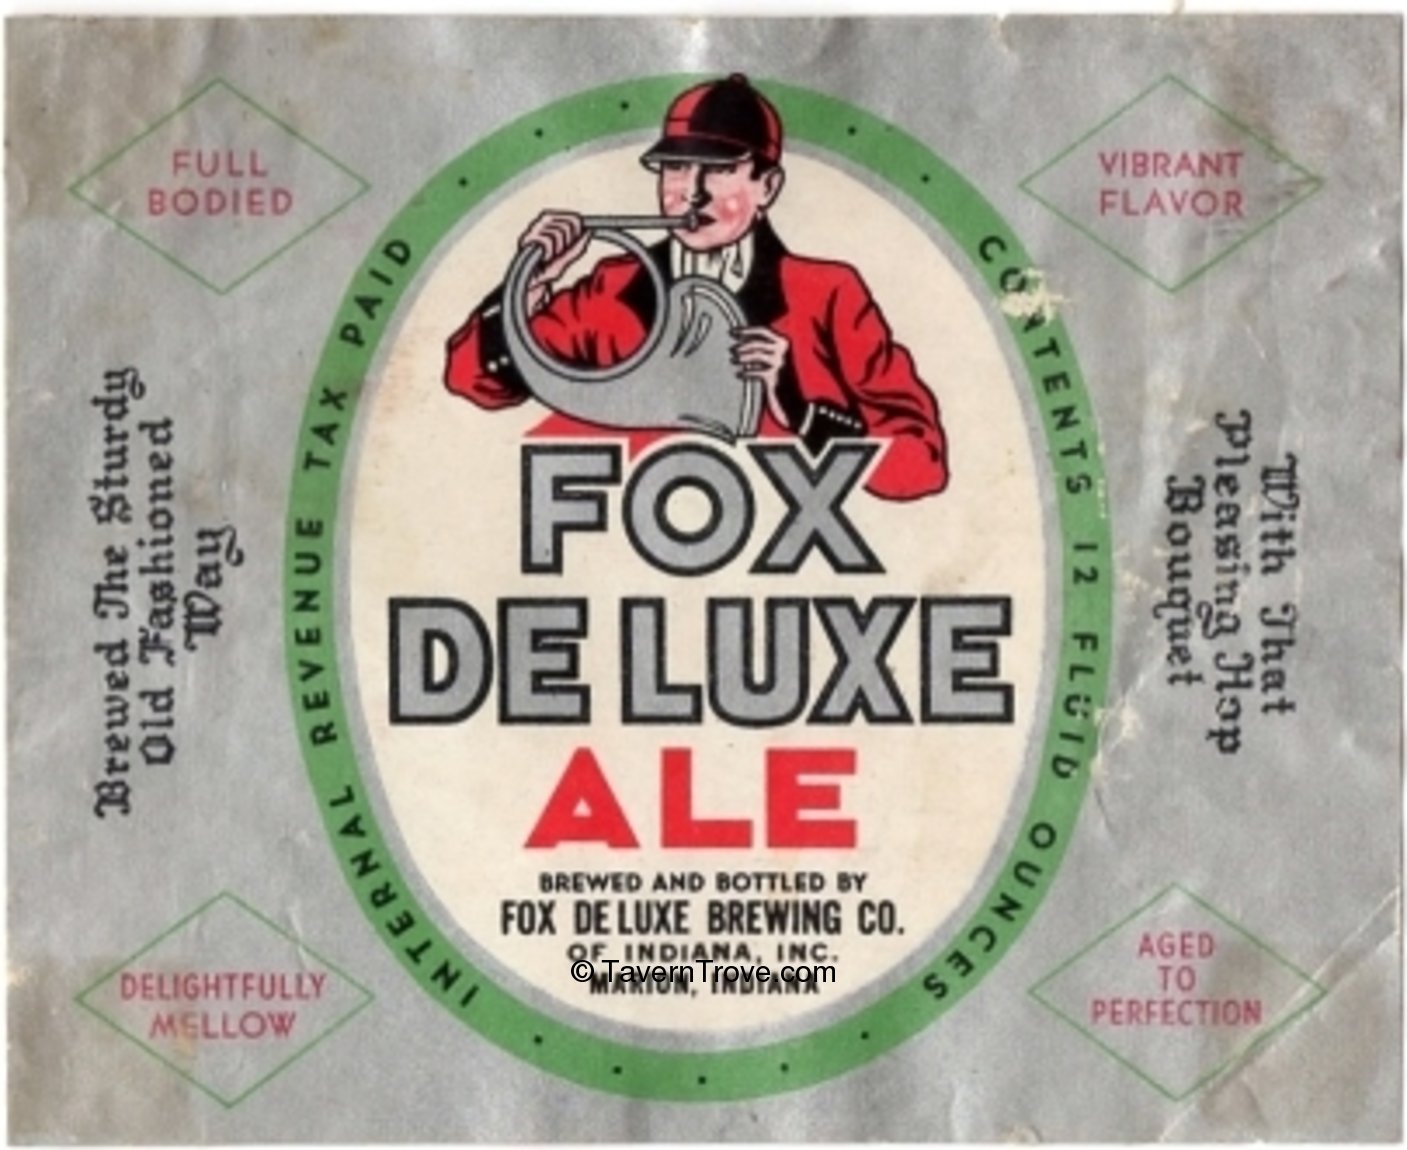 FULL
BODIED
VIBRANT
FLAVOR
INTERNAL REVENUE TAX PAID
CONTENTS 12 FLUID OUNCES
Brewed The Sturdy
Old Fashioned
Way
With That
Pleasing Hop
Bouquet
FOX
DE LUXE
ALE
BREWED AND BOTTLED BY
FOX DE LUXE BREWING CO.
OF INDIANA, INC.
© TavernTrove.com
MARION, INDIANA
DELIGHTFULLY
MELLOW
AGED
TO
PERFECTION